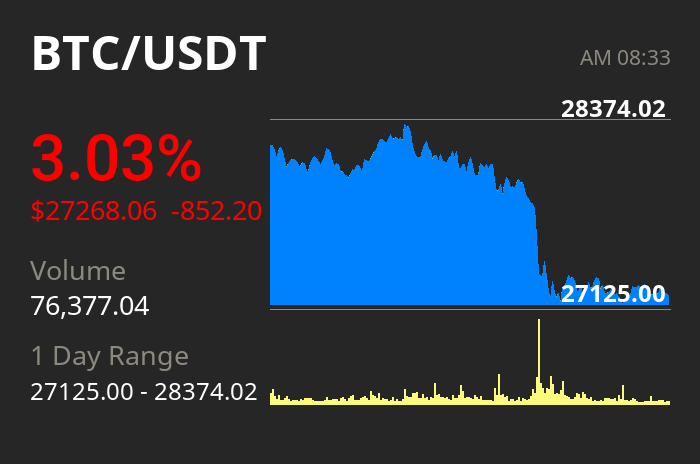 BTC/USDT
AM 08:33
28374.02
3.03%
$27268.06 -852.20
Volume
76,377.04
27125.00
1 Day Range
27125.00 - 28374.02